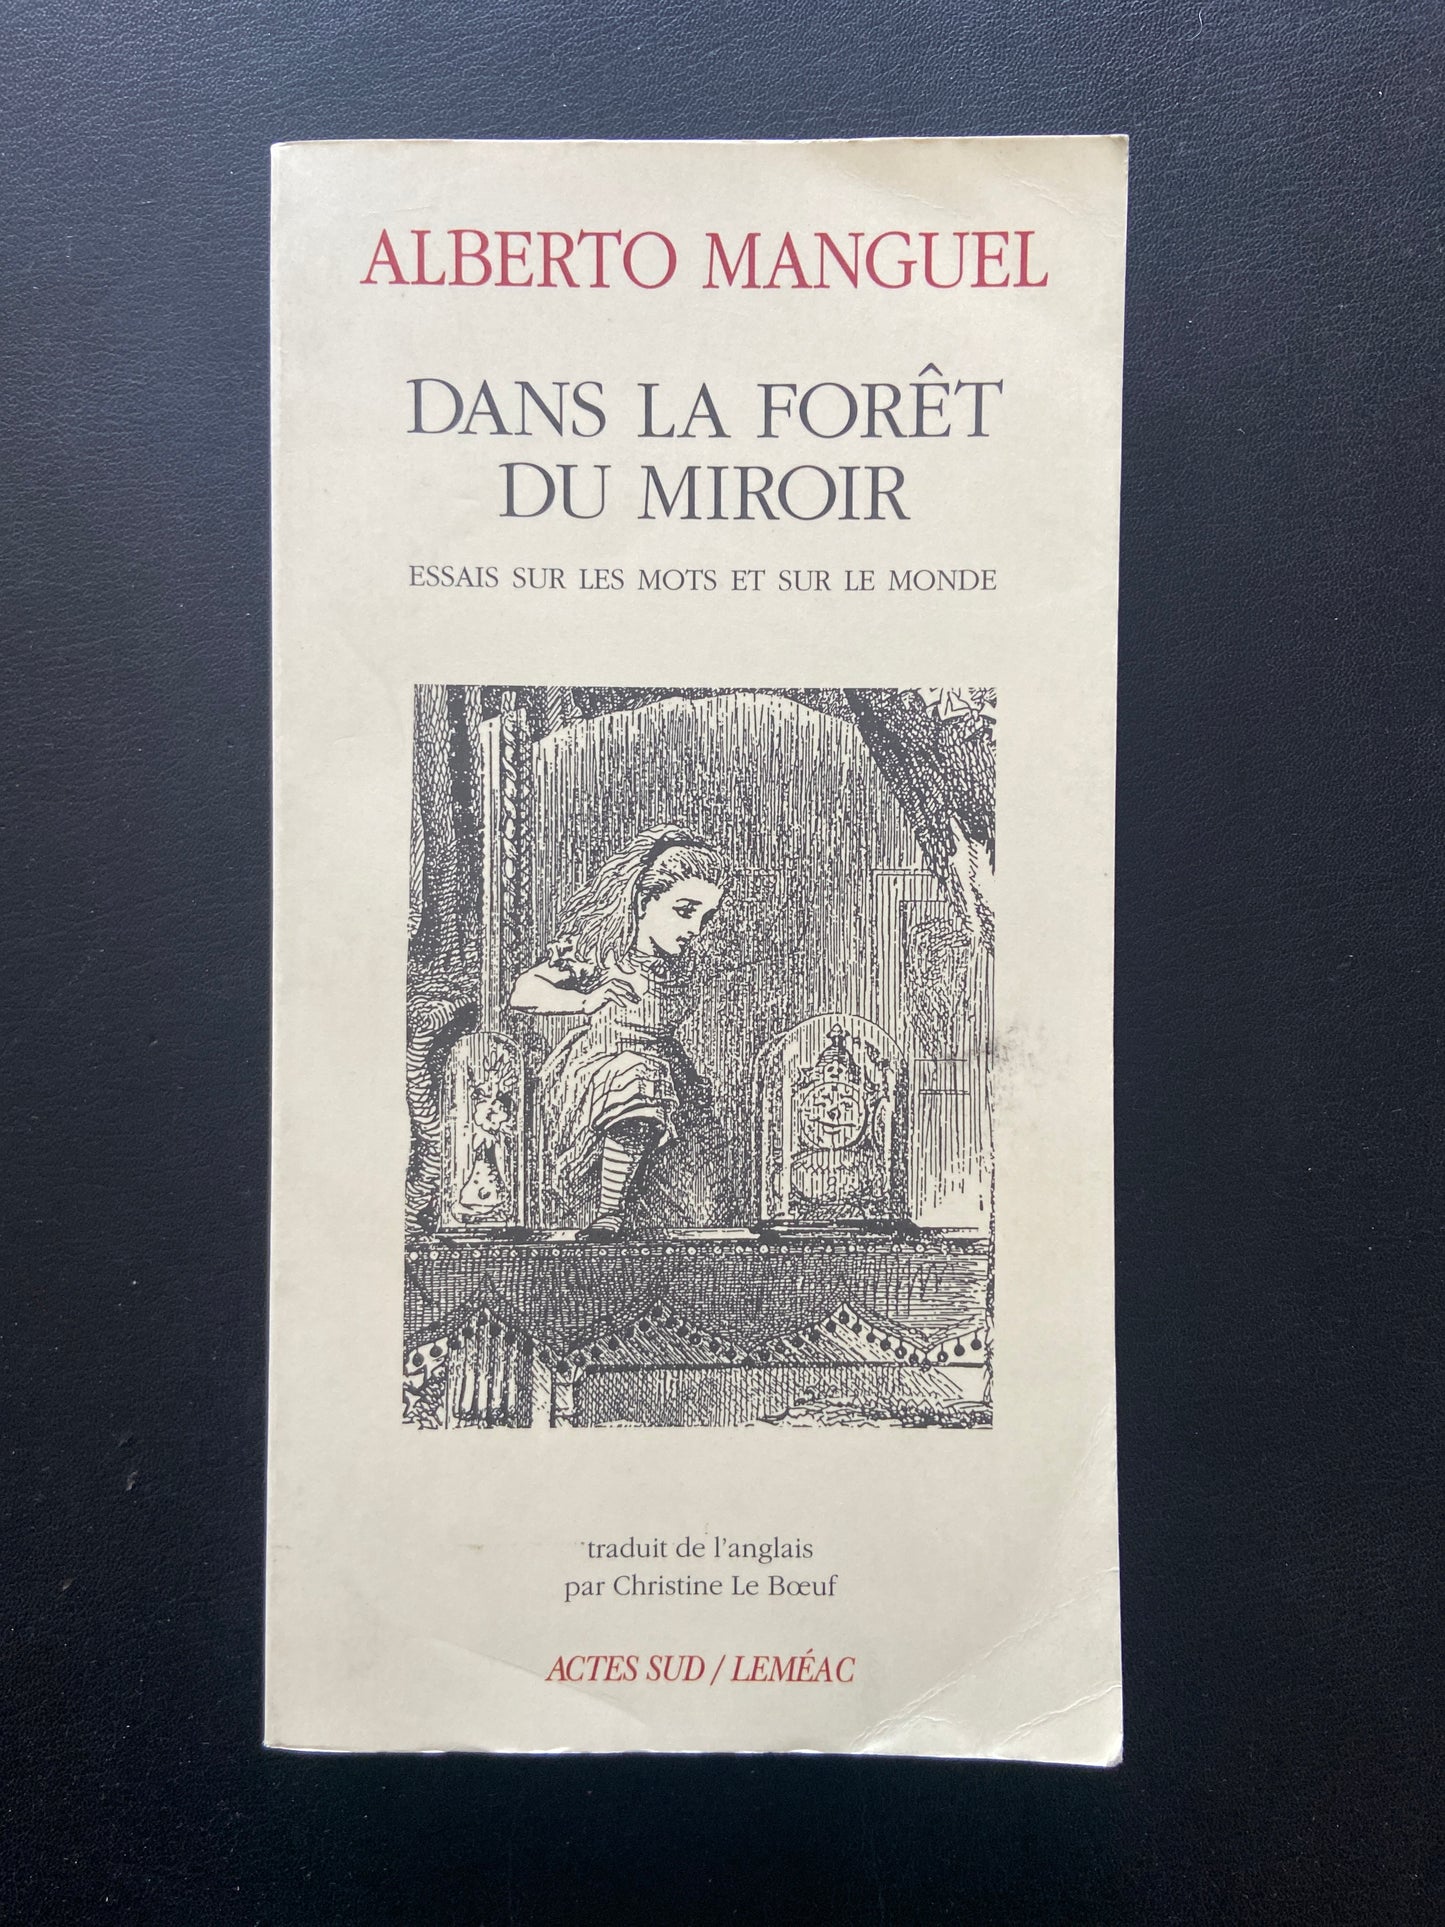 ALBERTO MANGUEL
DANS LA FORÊT
DU MIROIR
ESSAIS SUR LES MOTS ET SUR LE MONDE
traduit de l'anglais
par Christine Le Bœuf
ACTES SUD / LEMÉAC